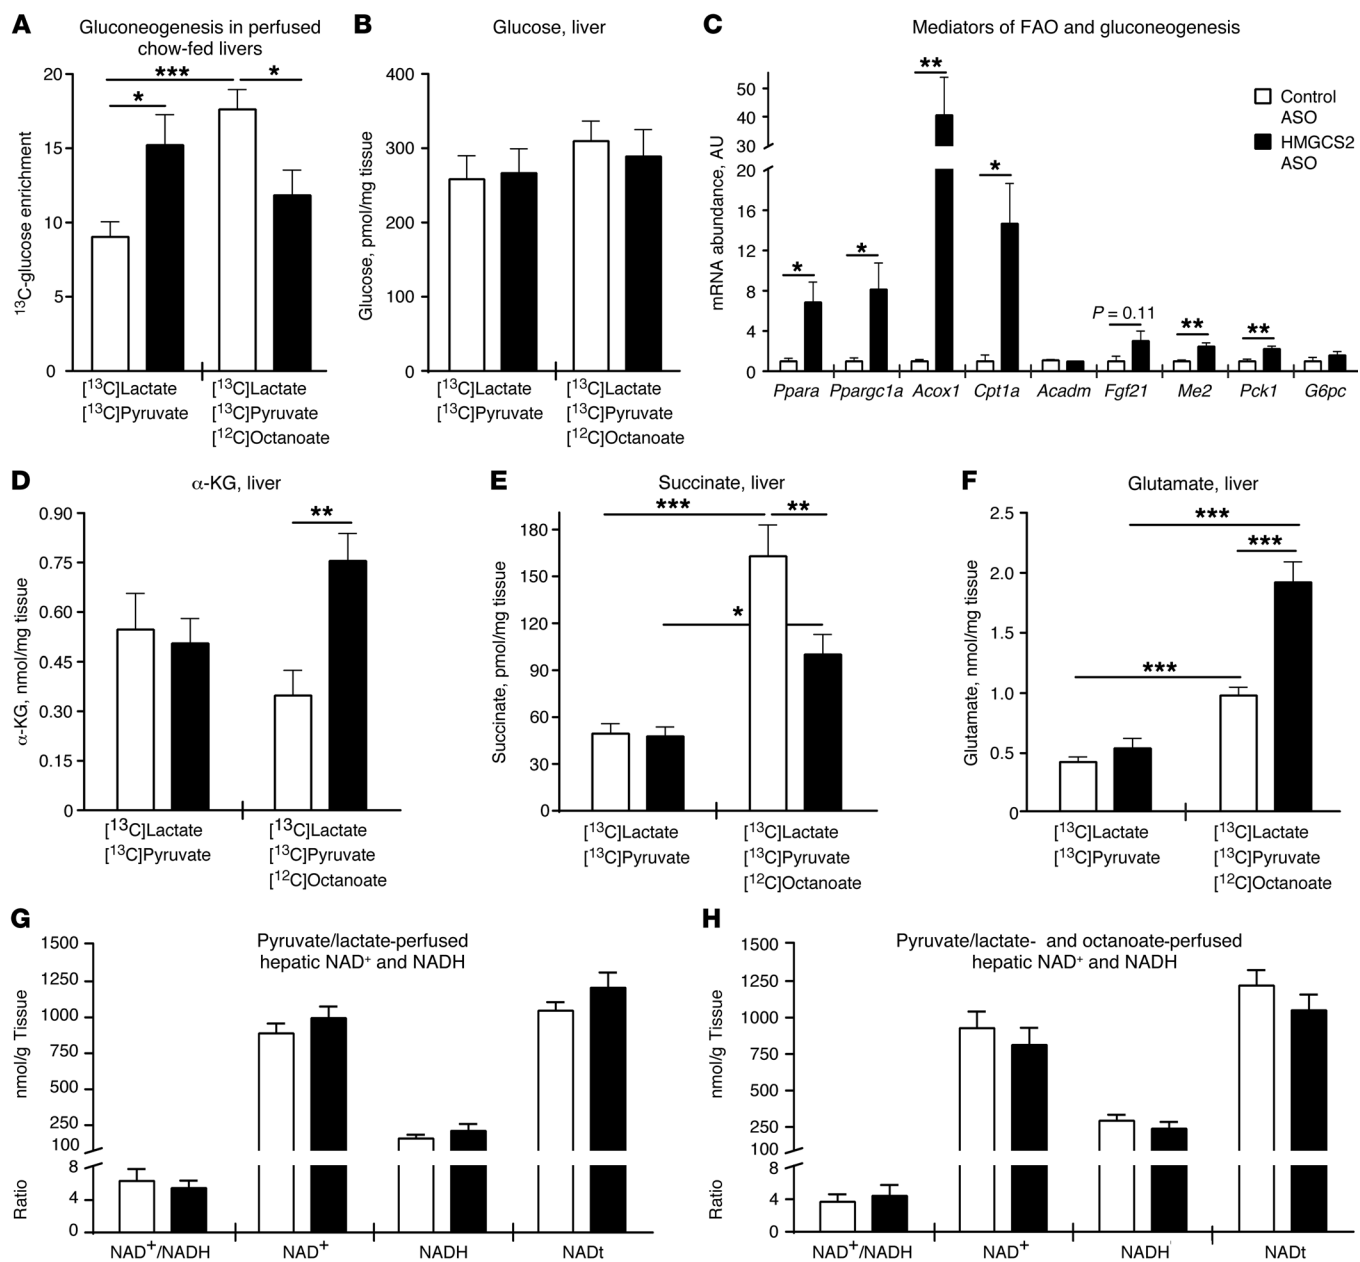 A
Gluconeogenesis in perfused
chow-fed livers
¹³C-glucose enrichment
20
15
10
5
0
***
*
*
[¹³C]Lactate
[¹³C]Pyruvate
[¹³C]Lactate
[¹³C]Pyruvate
[¹²C]Octanoate
B
Glucose, liver
Glucose, pmol/mg tissue
400
300
200
100
0
[¹³C]Lactate
[¹³C]Pyruvate
[¹³C]Lactate
[¹³C]Pyruvate
[¹²C]Octanoate
C
Mediators of FAO and gluconeogenesis
mRNA abundance, AU
50
40
30
20
16
12
8
4
0
*
*
**
*
P = 0.11
**
**
Control
ASO
HMGCS2
ASO
Ppara
Ppargc1a
Acox1
Cpt1a
Acadm
Fgf21
Me2
Pck1
G6pc
D
α-KG, liver
α-KG, nmol/mg tissue
0.90
0.75
0.60
0.45
0.30
0.15
0
**
[¹³C]Lactate
[¹³C]Pyruvate
[¹³C]Lactate
[¹³C]Pyruvate
[¹²C]Octanoate
E
Succinate, liver
Succinate, pmol/mg tissue
180
150
120
90
60
30
0
***
**
*
[¹³C]Lactate
[¹³C]Pyruvate
[¹³C]Lactate
[¹³C]Pyruvate
[¹²C]Octanoate
F
Glutamate, liver
Glutamate, nmol/mg tissue
2.5
2.0
1.5
1.0
0.5
0
***
***
***
[¹³C]Lactate
[¹³C]Pyruvate
[¹³C]Lactate
[¹³C]Pyruvate
[¹²C]Octanoate
G
Pyruvate/lactate-perfused
hepatic NAD⁺ and NADH
nmol/g Tissue
Ratio
1500
1250
1000
750
500
250
100
8
4
0
NAD⁺/NADH
NAD⁺
NADH
NADt
H
Pyruvate/lactate- and octanoate-perfused
hepatic NAD⁺ and NADH
nmol/g Tissue
Ratio
1500
1250
1000
750
500
250
100
8
4
0
NAD⁺/NADH
NAD⁺
NADH
NADt